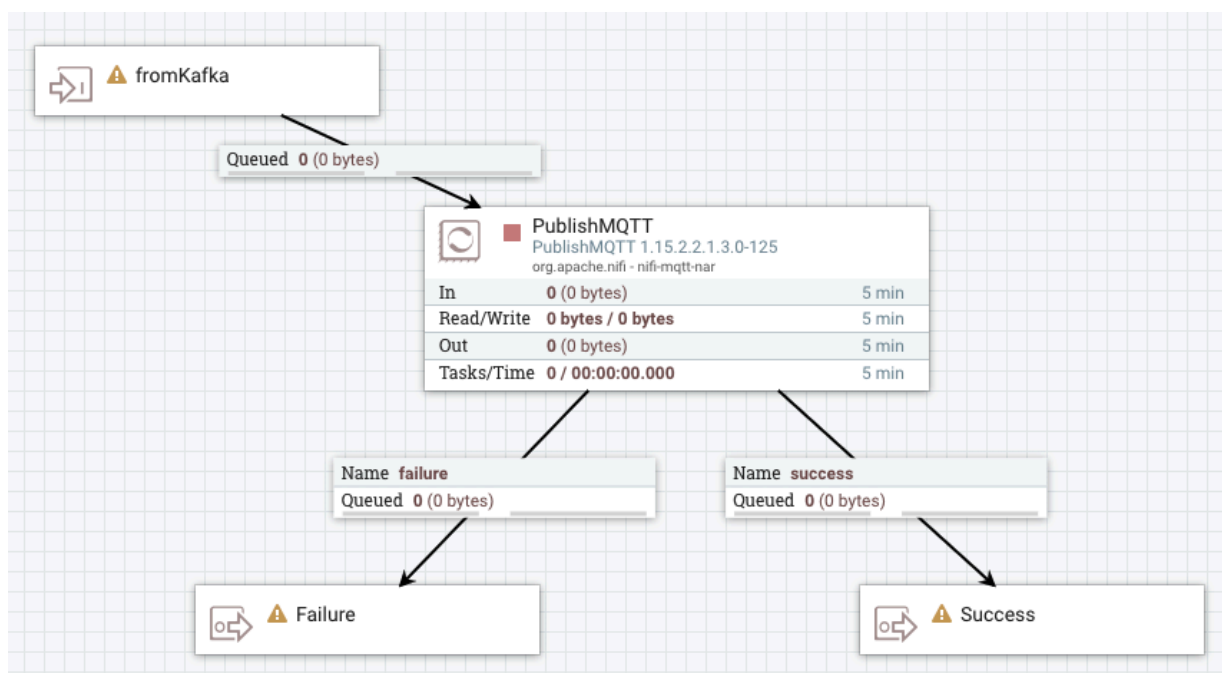 fromKafka
Queued 0 (0 bytes)
PublishMQTT
PublishMQTT 1.15.2.2.1.3.0-125
org.apache.nifi - nifi-mqtt-nar
In 0 (0 bytes) 5 min
Read/Write 0 bytes / 0 bytes 5 min
Out 0 (0 bytes) 5 min
Tasks/Time 0 / 00:00:00.000 5 min
Name failure
Queued 0 (0 bytes)
Name success
Queued 0 (0 bytes)
Failure
Success